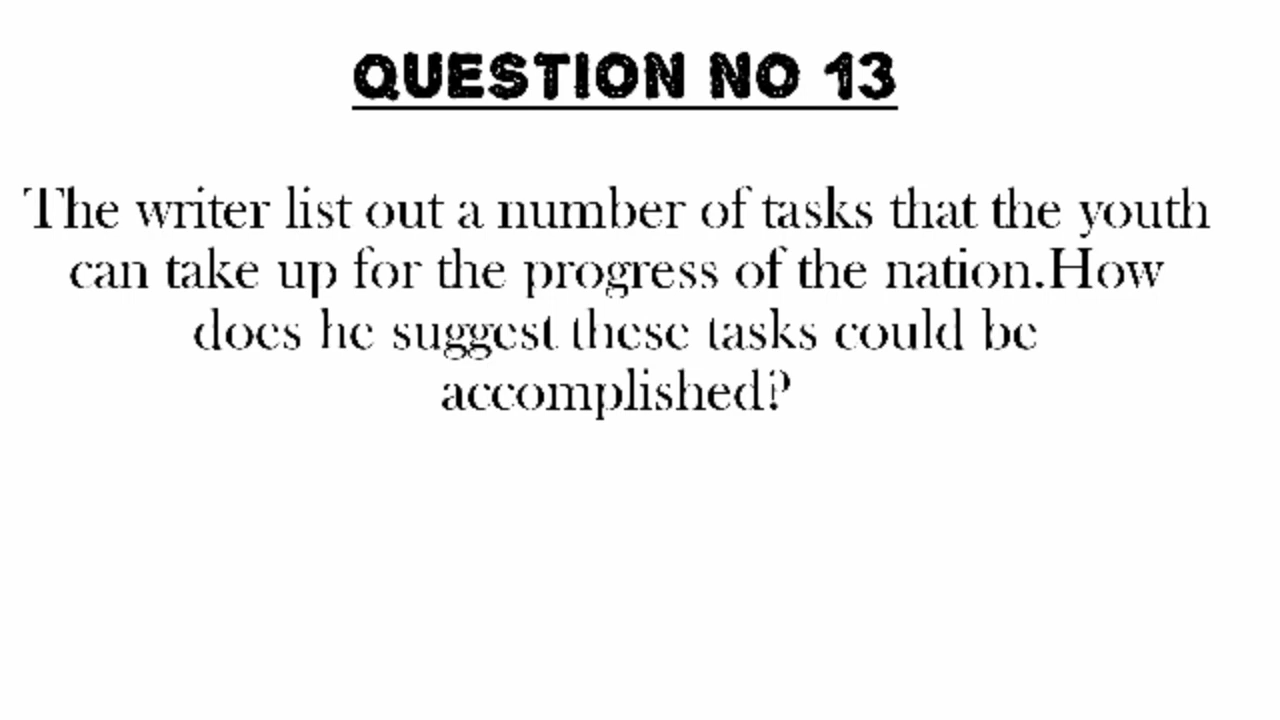 QUESTION NO 13
The writer list out a number of tasks that the youth
can take up for the progress of the nation.How
does he suggest these tasks could be
accomplished?